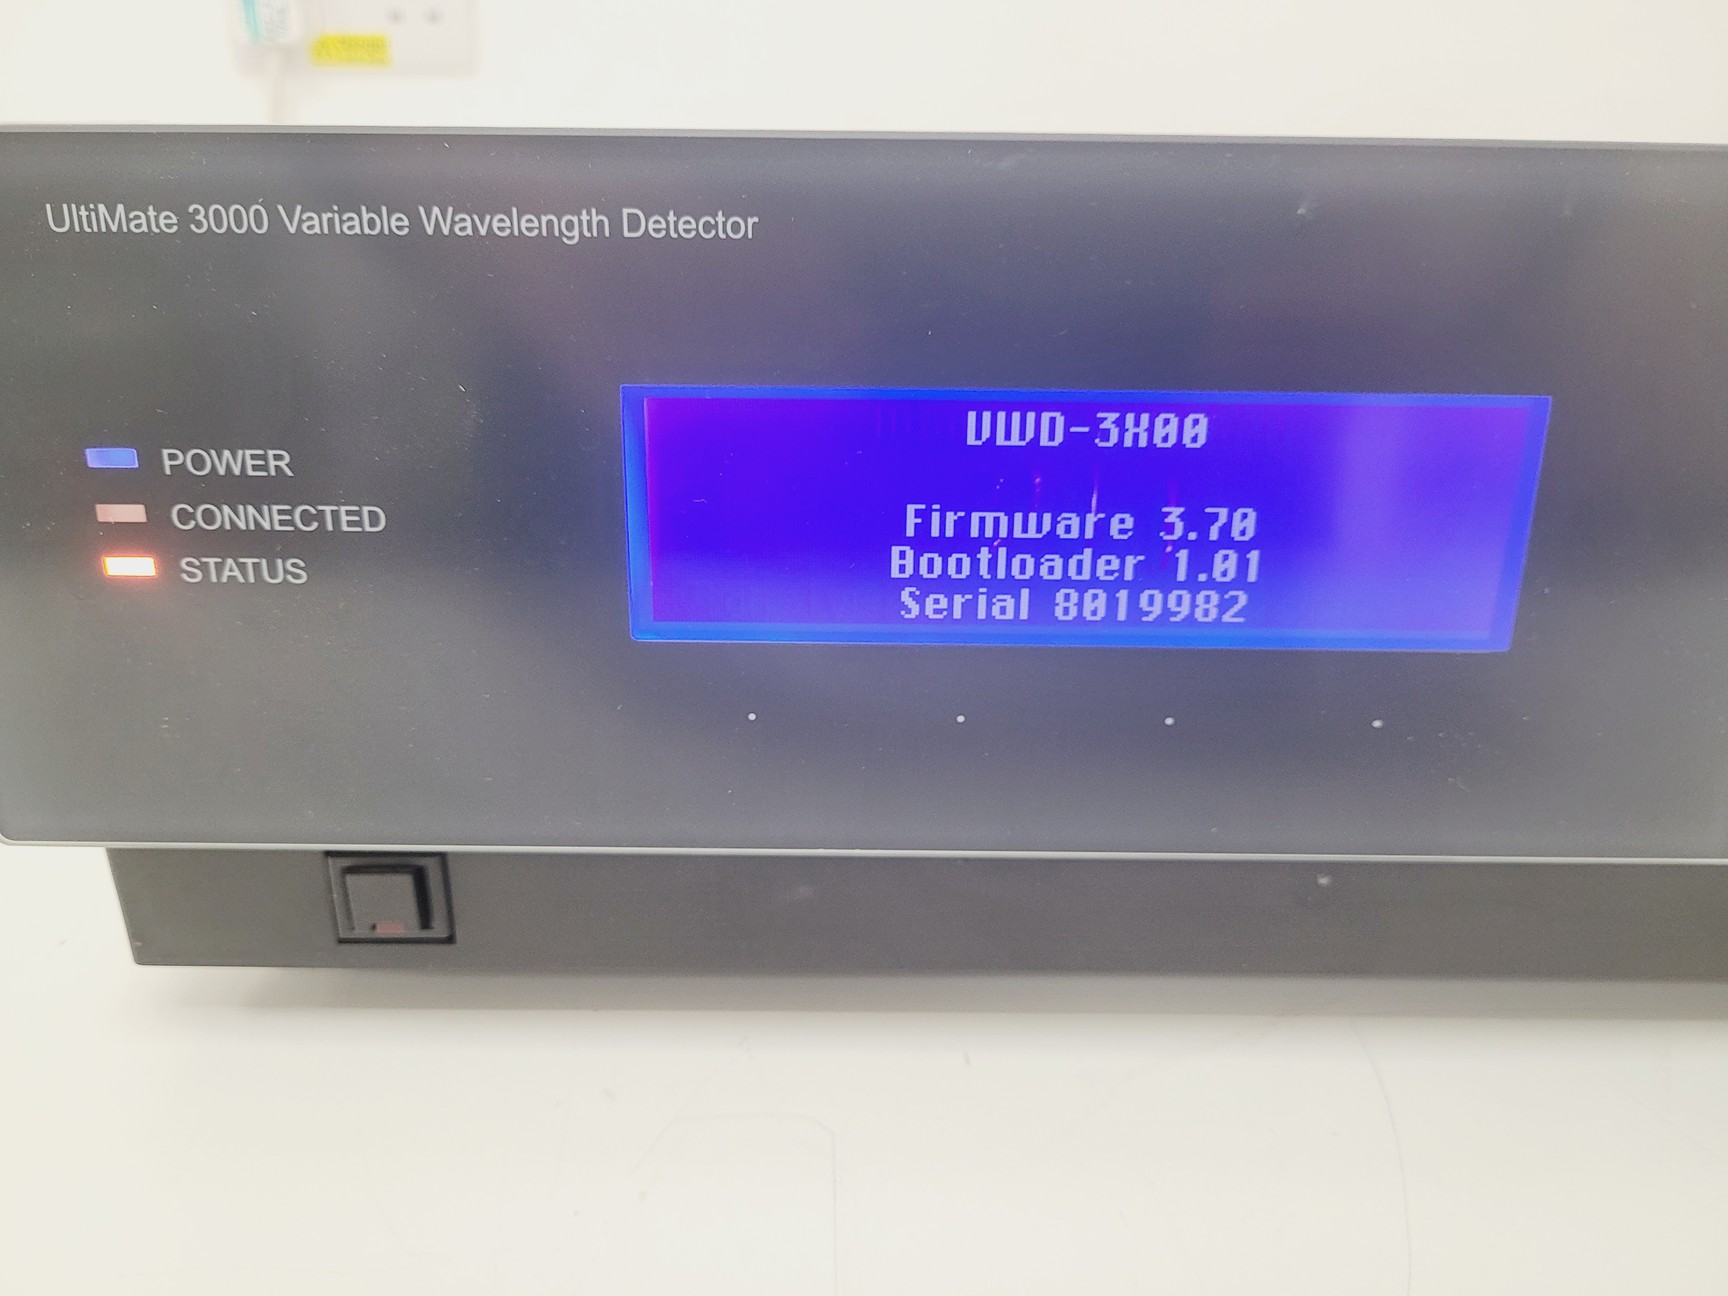 UltiMate 3000 Variable Wavelength Detector
POWER
CONNECTED
STATUS
VWD-3X00
Firmware 3.70
Bootloader 1.01
Serial 8019982